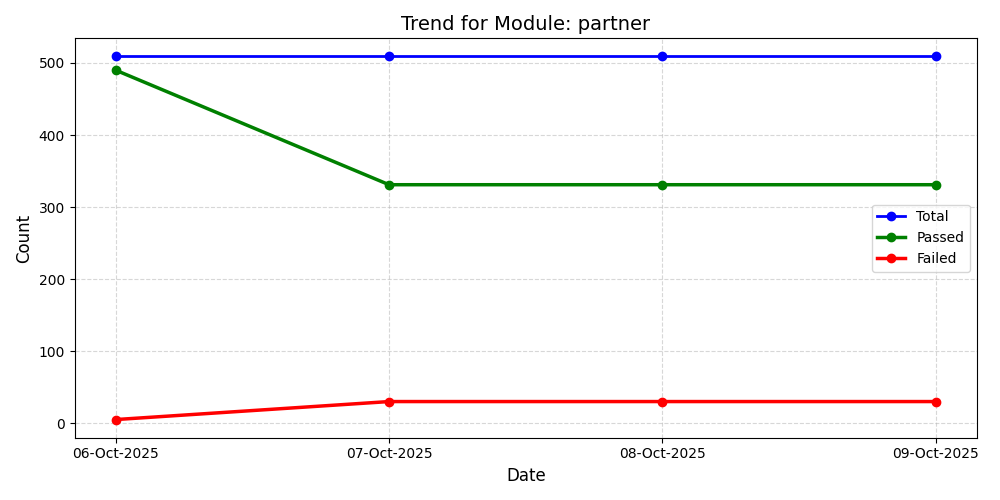 Trend for Module: partner
500
400
300
200
100
0
Count
Total
Passed
Failed
06-Oct-2025
07-Oct-2025
08-Oct-2025
09-Oct-2025
Date